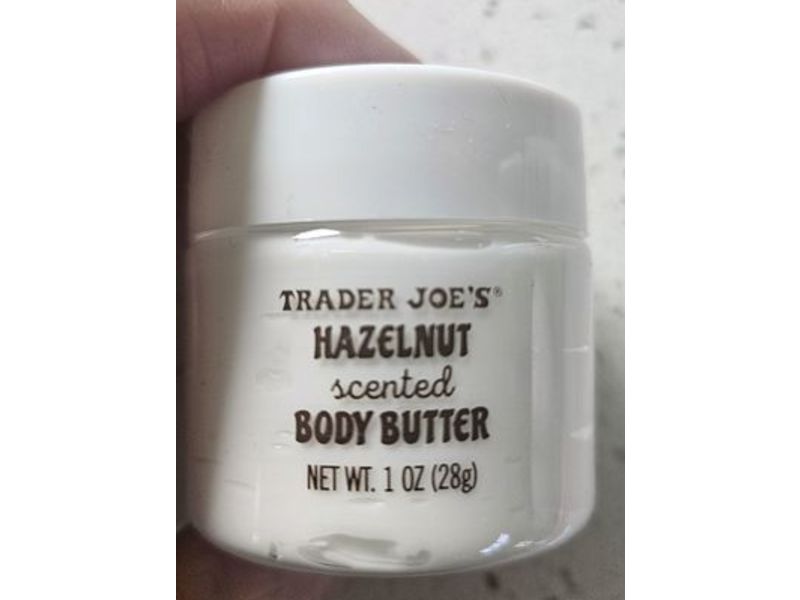 TRADER JOE'S®
HAZELNUT
scented
BODY BUTTER
NET WT. 1 OZ (28g)